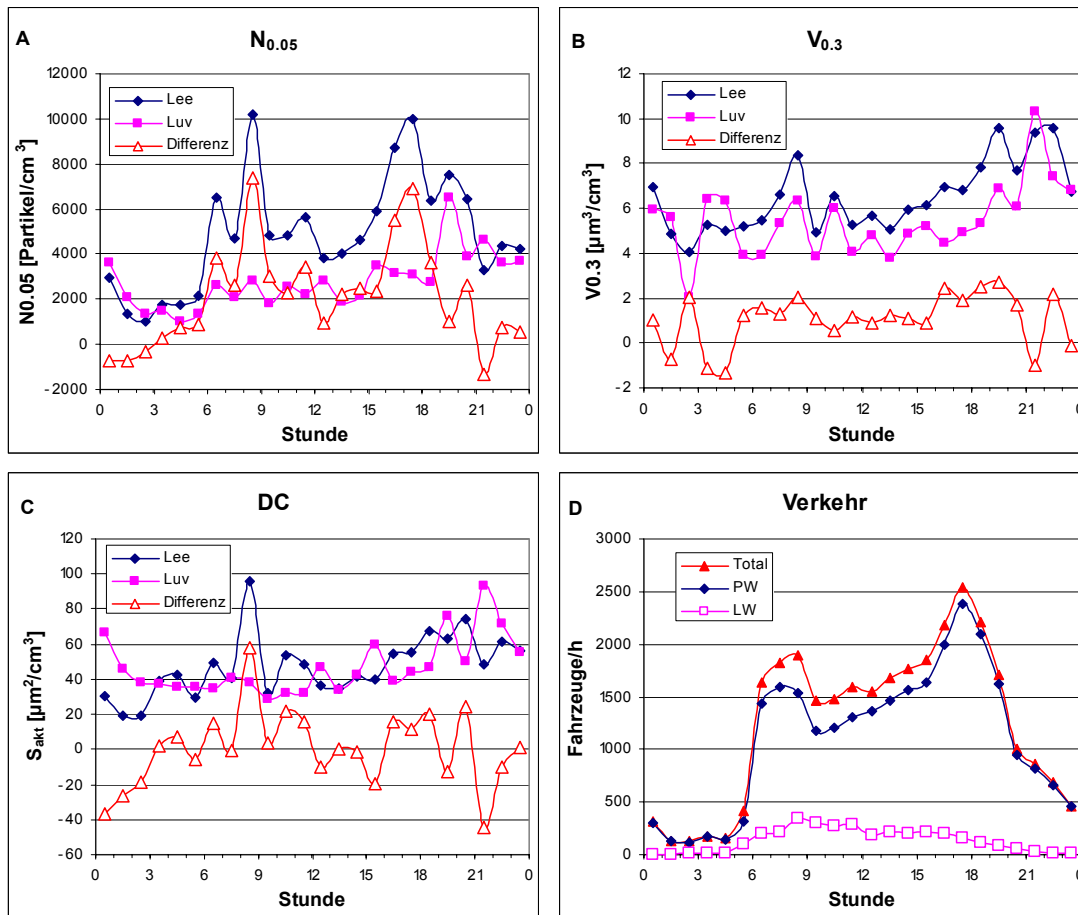 A
N0.05
12000
10000
8000
6000
4000
2000
0
-2000
N0.05 [Partikel/cm 3]
Lee
Luv
Differenz
0 3 6 9 12 15 18 21 0
Stunde
B
V0.3
12
10
8
6
4
2
0
-2
V0.3 [µm3/cm3]
Lee
Luv
Differenz
0 3 6 9 12 15 18 21 0
Stunde
C
DC
120
100
80
60
40
20
0
-20
-40
-60
Sakt [µm2/cm3]
Lee
Luv
Differenz
0 3 6 9 12 15 18 21 0
Stunde
D
Verkehr
3000
2500
2000
1500
1000
500
0
Fahrzeuge/h
Total
PW
LW
0 3 6 9 12 15 18 21 0
Stunde